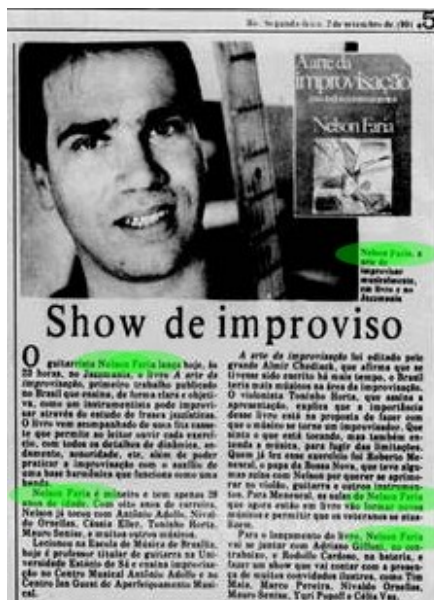 Rio, Segunda-feira, 2 de setembro de 1991
5
A arte da
improvisação
Nelson Faria
Nelson Faria, a
arte de
improvisar
musicalmente,
em livro e no
Jazzmania
Show de improviso
O guitarrista Nelson Faria lança hoje, às
22 horas, no Jazzmania, o livro A arte da
improvisação, primeiro trabalho publicado
no Brasil que ensina, de forma clara e objeti-
va, como um instrumentista pode improvi-
sar através do estudo de frases jazísticas.
O livro vem acompanhado de uma fita casse-
te que permite ao leitor ouvir cada exercí-
cio, com todos os detalhes de dinâmica, an-
damento, sonoridade, etc, além de poder
praticar a improvisação com o auxílio de
uma base harmônica que funciona como uma
banda.
Nelson Faria é mineiro e tem apenas 28
anos de idade. Com oito anos de carreira,
Nelson já tocou com Antônio Adolfo, Nival-
do Ornellas, Cássia Eller, Toninho Horta,
Mauro Senise, e muitos outros músicos.
Lecionou na Escola de Música de Brasília,
hoje é professor titular de guitarra na Uni-
versidade Estácio de Sá e ensina improvisa-
ção no Centro Musical Antônio Adolfo e no
Centro Ian Guest de Aperfeiçoamento Musi-
cal.
A arte da improvisação foi editado pelo
grande Almir Chediack, que afirma que se
tivesse sido escrito há mais tempo, o Brasil
teria mais músicos na área da improvisação.
O violonista Toninho Horta, que assina a
apresentação, explica que a importância
desse livro está na proposta de fazer com
que o músico se torne um improvisador. Que
sinta o que está tocando, mas também en-
tenda a música, para fugir das limitações.
Quem já fez esse exercício foi Roberto Me-
nescal, o papa da Bossa Nova, que teve algu-
mas aulas com Nelson por querer se aprimo-
rar no violão, guitarra e outros instrumen-
tos. Para Menescal, as aulas de Nelson Faria
que agora estão em livro vão formar novos
músicos e permitir que os veteranos se atua-
lizem.
Para o lançamento do livro, Nelson Faria
vai se juntar com Adriano Giffoni, no con-
trabaixo, e Rodolfo Cardoso, na bateria, e
fazer um show que vai contar com a presen-
ça de muitos convidados ilustres, como Tim
Maia, Marco Pereira, Nivaldo Ornellas,
Mauro Senise, Yuri Popoff e Célia Vaz.